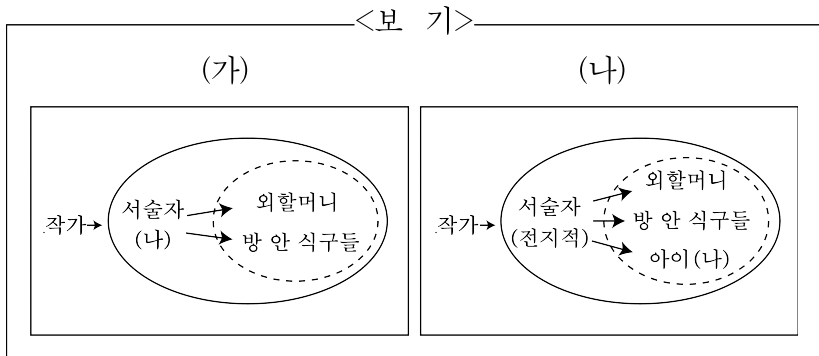 <보 기>
(가)
작가
서술자
(나)
외할머니
방 안 식구들
(나)
작가
서술자
(전지적)
외할머니
방 안 식구들
아이(나)